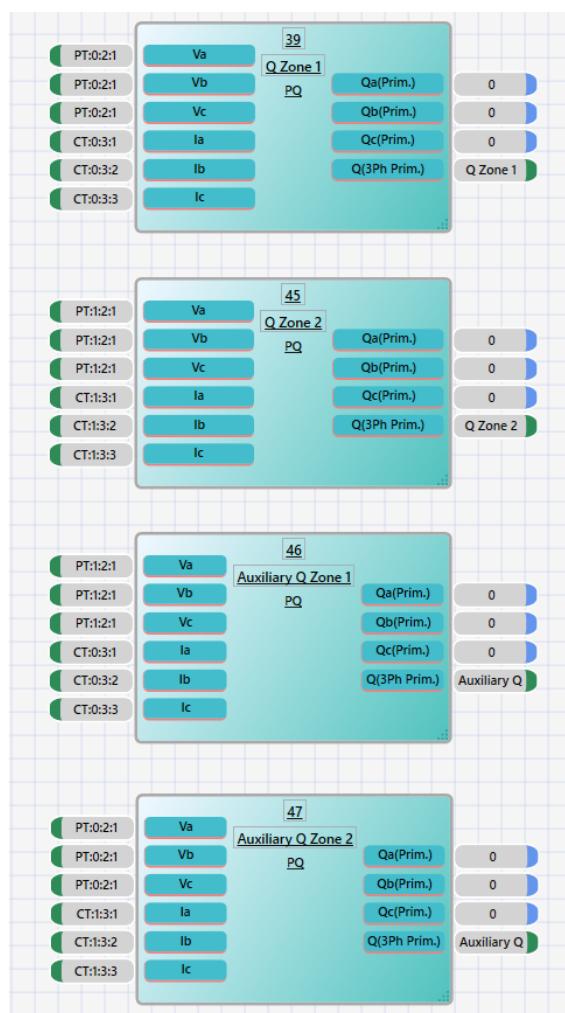 39
PT:0:2:1 Va Q Zone 1
PT:0:2:1 Vb PQ Qa(Prim.) 0
PT:0:2:1 Vc Qb(Prim.) 0
CT:0:3:1 Ia Qc(Prim.) 0
CT:0:3:2 Ib Q(3Ph Prim.) Q Zone 1
CT:0:3:3 Ic
45
PT:1:2:1 Va Q Zone 2
PT:1:2:1 Vb PQ Qa(Prim.) 0
PT:1:2:1 Vc Qb(Prim.) 0
CT:1:3:1 Ia Qc(Prim.) 0
CT:1:3:2 Ib Q(3Ph Prim.) Q Zone 2
CT:1:3:3 Ic
46
PT:1:2:1 Va Auxiliary Q Zone 1
PT:1:2:1 Vb PQ Qa(Prim.) 0
PT:1:2:1 Vc Qb(Prim.) 0
CT:0:3:1 Ia Qc(Prim.) 0
CT:0:3:2 Ib Q(3Ph Prim.) Auxiliary Q
CT:0:3:3 Ic
47
PT:0:2:1 Va Auxiliary Q Zone 2
PT:0:2:1 Vb PQ Qa(Prim.) 0
PT:0:2:1 Vc Qb(Prim.) 0
CT:1:3:1 Ia Qc(Prim.) 0
CT:1:3:2 Ib Q(3Ph Prim.) Auxiliary Q
CT:1:3:3 Ic